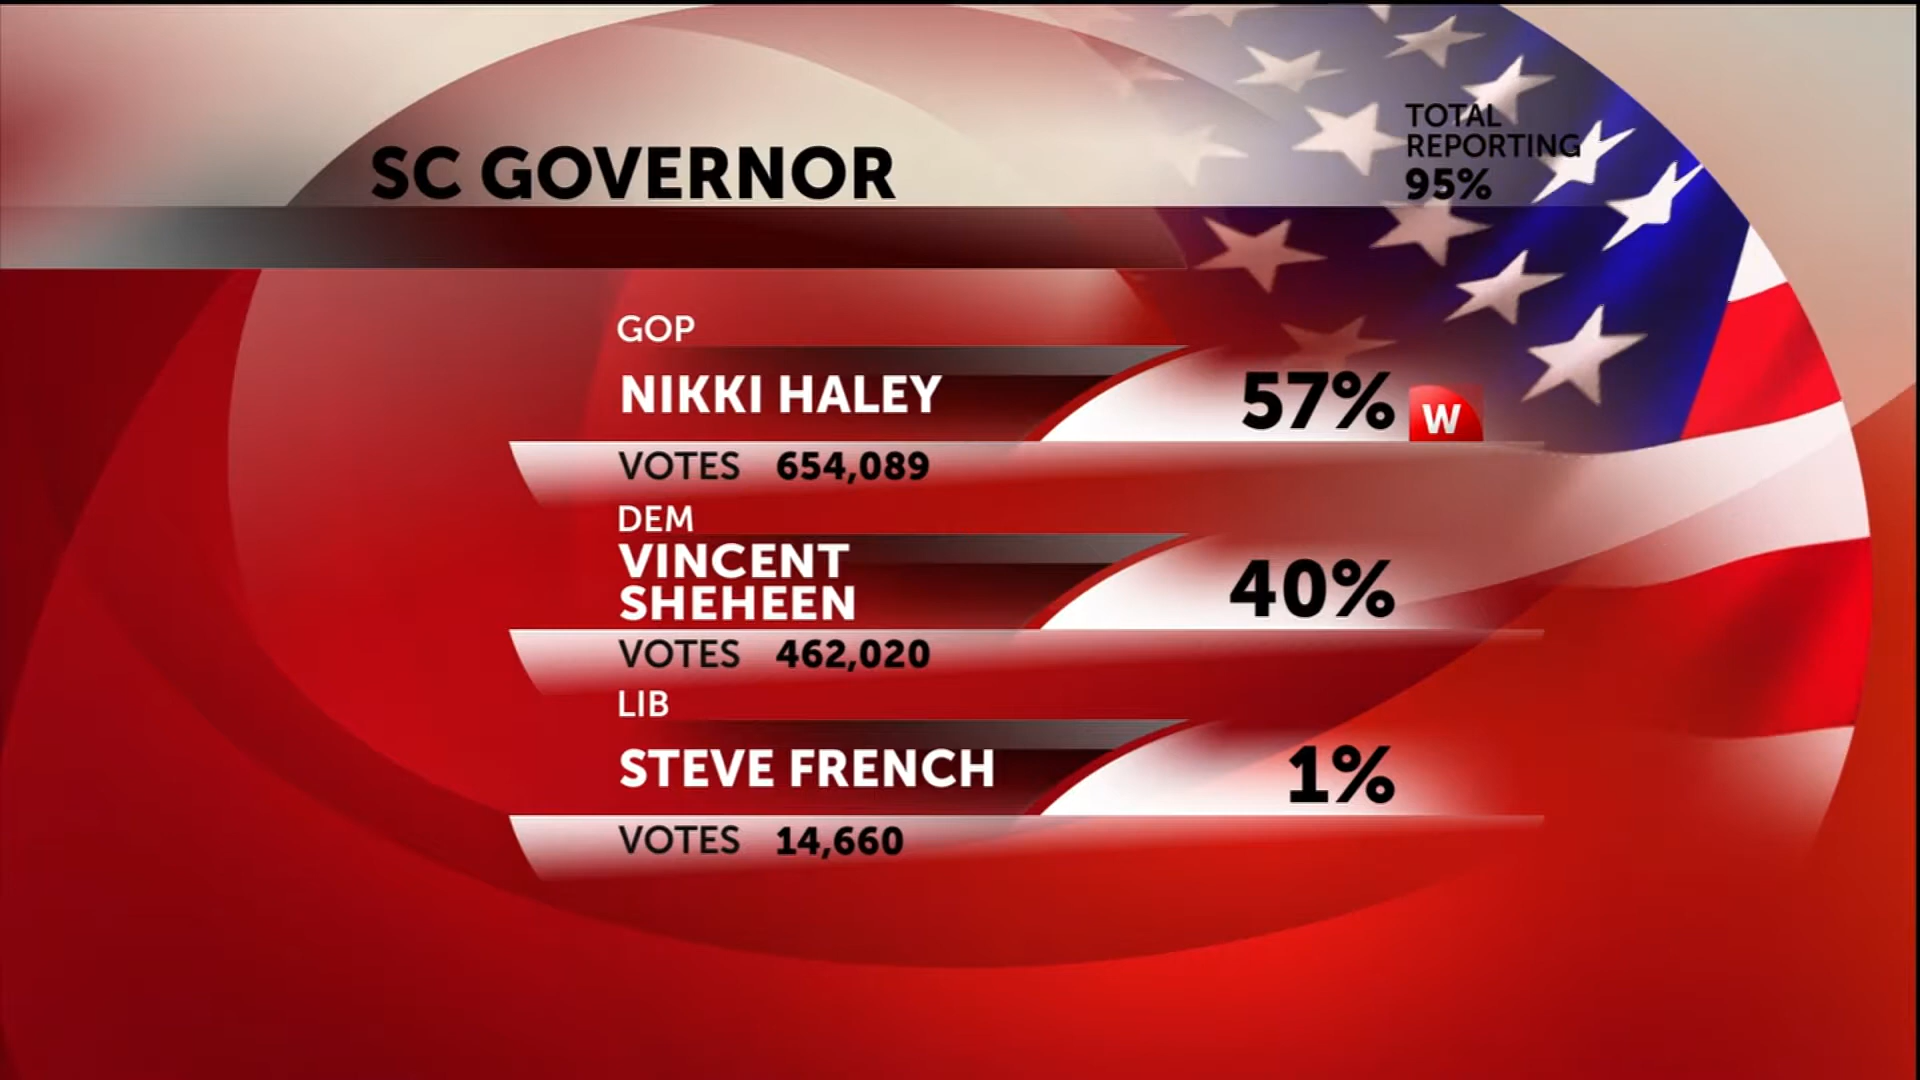 SC GOVERNOR
TOTAL
REPORTING
95%
GOP
NIKKI HALEY 57% W
VOTES 654,089
DEM
VINCENT
SHEHEEN 40%
VOTES 462,020
LIB
STEVE FRENCH 1%
VOTES 14,660